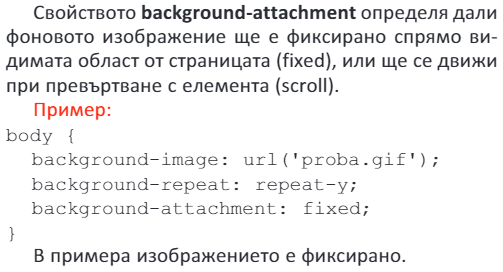 Свойството background-attachment определя дали
фоновото изображение ще е фиксирано спрямо ви-
димата област от страницата (fixed), или ще се движи
при превъртване с елемента (scroll).
Пример:
body {
background-image: url('proba.gif');
background-repeat: repeat-y;
background-attachment: fixed;
}
В примера изображението е фиксирано.